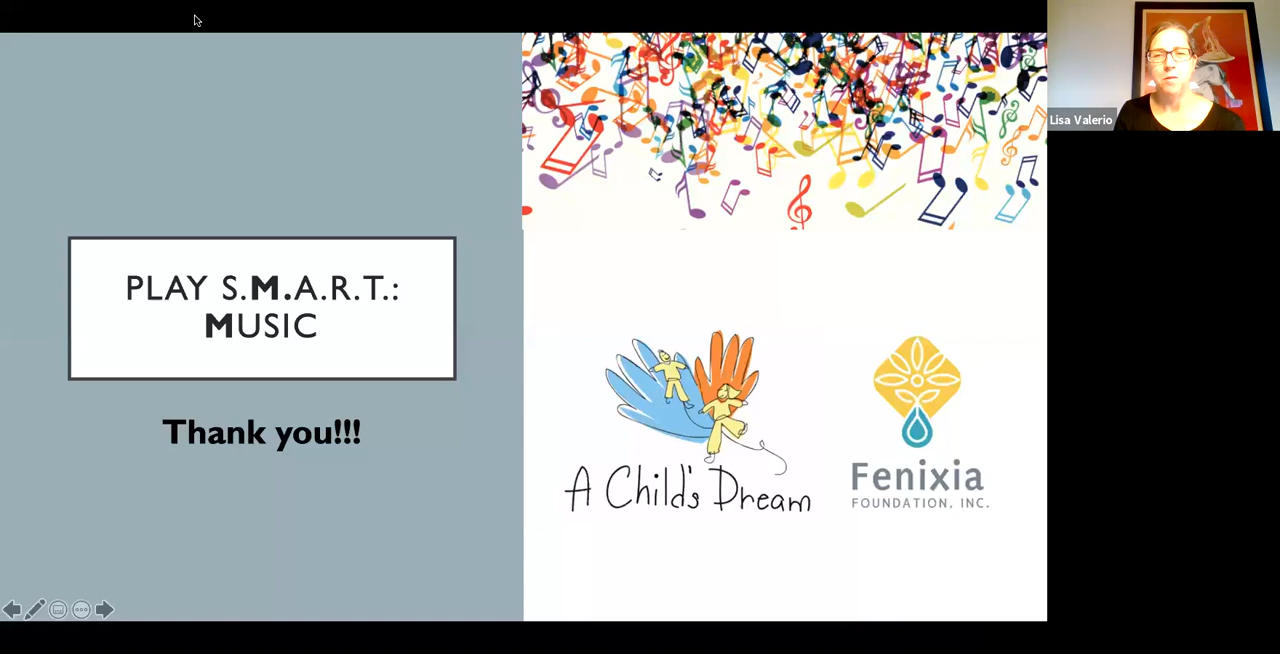 PLAY S.M.A.R.T.:
MUSIC
Thank you!!!
A Child's Dream
Fenixia
FOUNDATION, INC.
Lisa Valerio